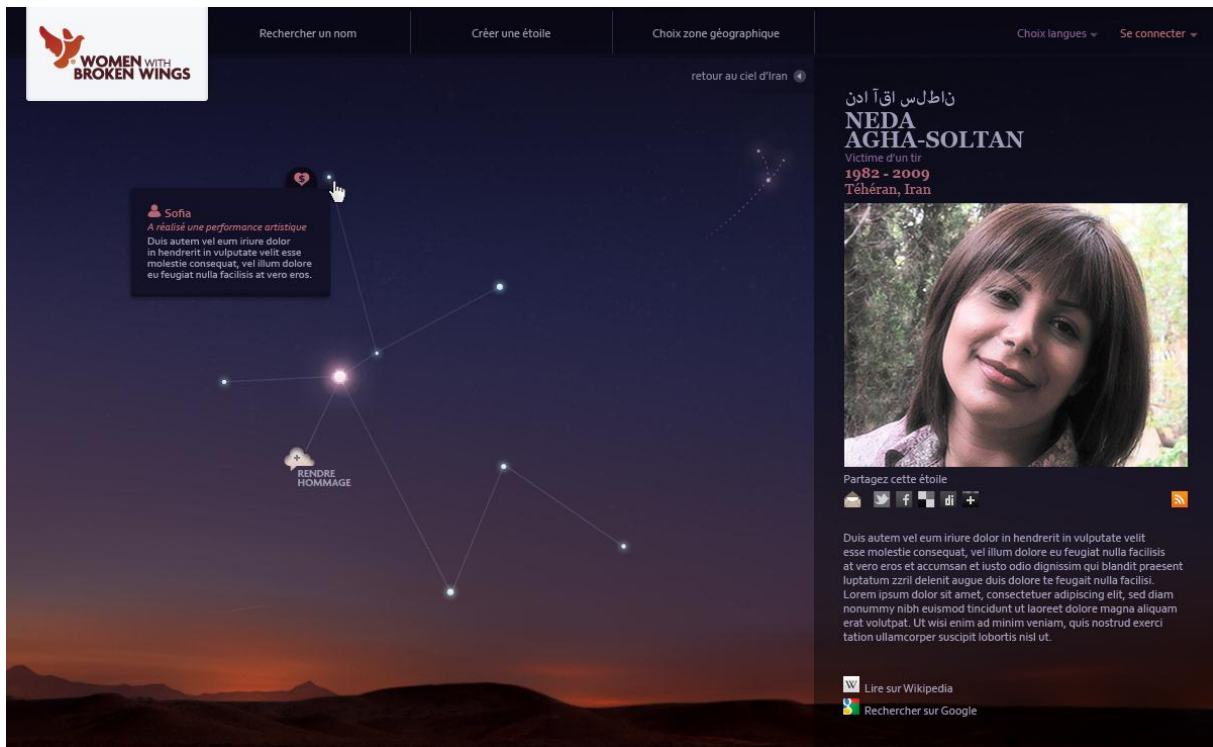 WOMEN WITH
BROKEN WINGS
Rechercher un nom
Créer une étoile
Choix zone géographique
Choix langues
Se connecter
retour au ciel d'Iran
ناطلس اقآ ادن
NEDA
AGHA-SOLTAN
Victime d'un tir
1982 - 2009
Téhéran, Iran
Sofia
A réalisé une performance artistique
Duis autem vel eum iriure dolor
in hendrerit in vulputate velit esse
molestie consequat, vel illum dolore
eu feugiat nulla facilisis at vero eros.
RENDRE
HOMMAGE
Partagez cette étoile
Duis autem vel eum iriure dolor in hendrerit in vulputate velit
esse molestie consequat, vel illum dolore eu feugiat nulla facilisis
at vero eros et accumsan et iusto odio dignissim qui blandit praesent
luptatum zzril delenit augue duis dolore te feugait nulla facilisi.
Lorem ipsum dolor sit amet, consectetuer adipiscing elit, sed diam
nonummy nibh euismod tincidunt ut laoreet dolore magna aliquam
erat volutpat. Ut wisi enim ad minim veniam, quis nostrud exerci
tation ullamcorper suscipit lobortis nisl ut.
W Lire sur Wikipedia
Rechercher sur Google